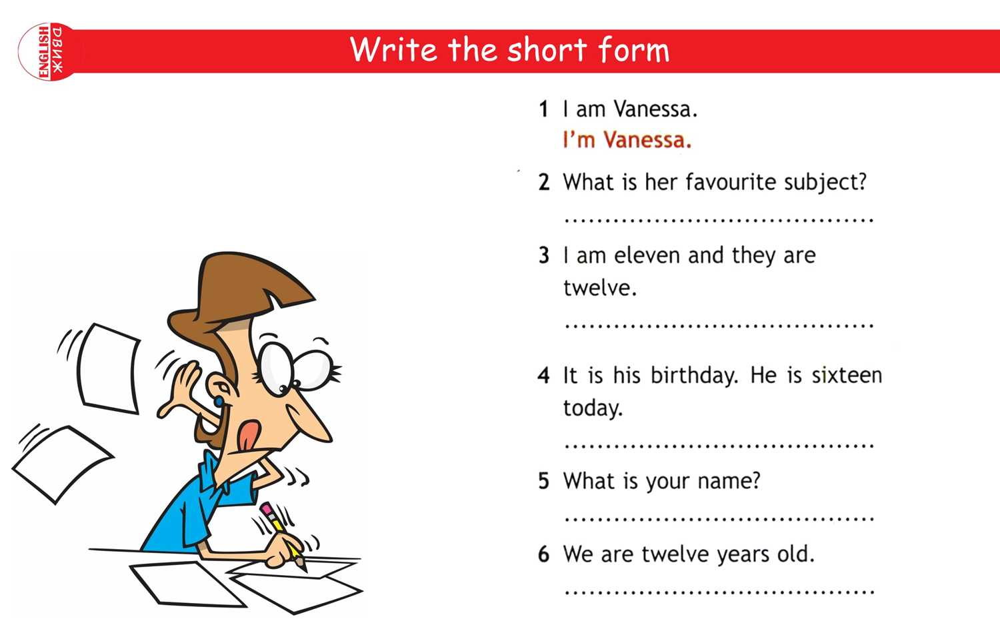 ENGLISH
ДВИЖ
Write the short form
1 I am Vanessa.
I'm Vanessa.
2 What is her favourite subject?
......................................
3 I am eleven and they are
twelve.
......................................
4 It is his birthday. He is sixteen
today.
......................................
5 What is your name?
......................................
6 We are twelve years old.
......................................